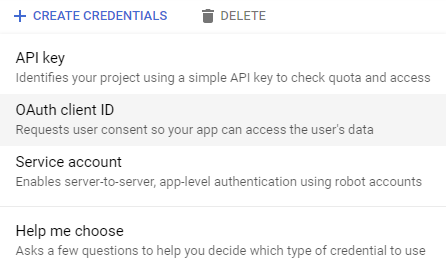 CREATE CREDENTIALS DELETE
API key
Identifies your project using a simple API key to check quota and access
OAuth client ID
Requests user consent so your app can access the user's data
Service account
Enables server-to-server, app-level authentication using robot accounts
Help me choose
Asks a few questions to help you decide which type of credential to use